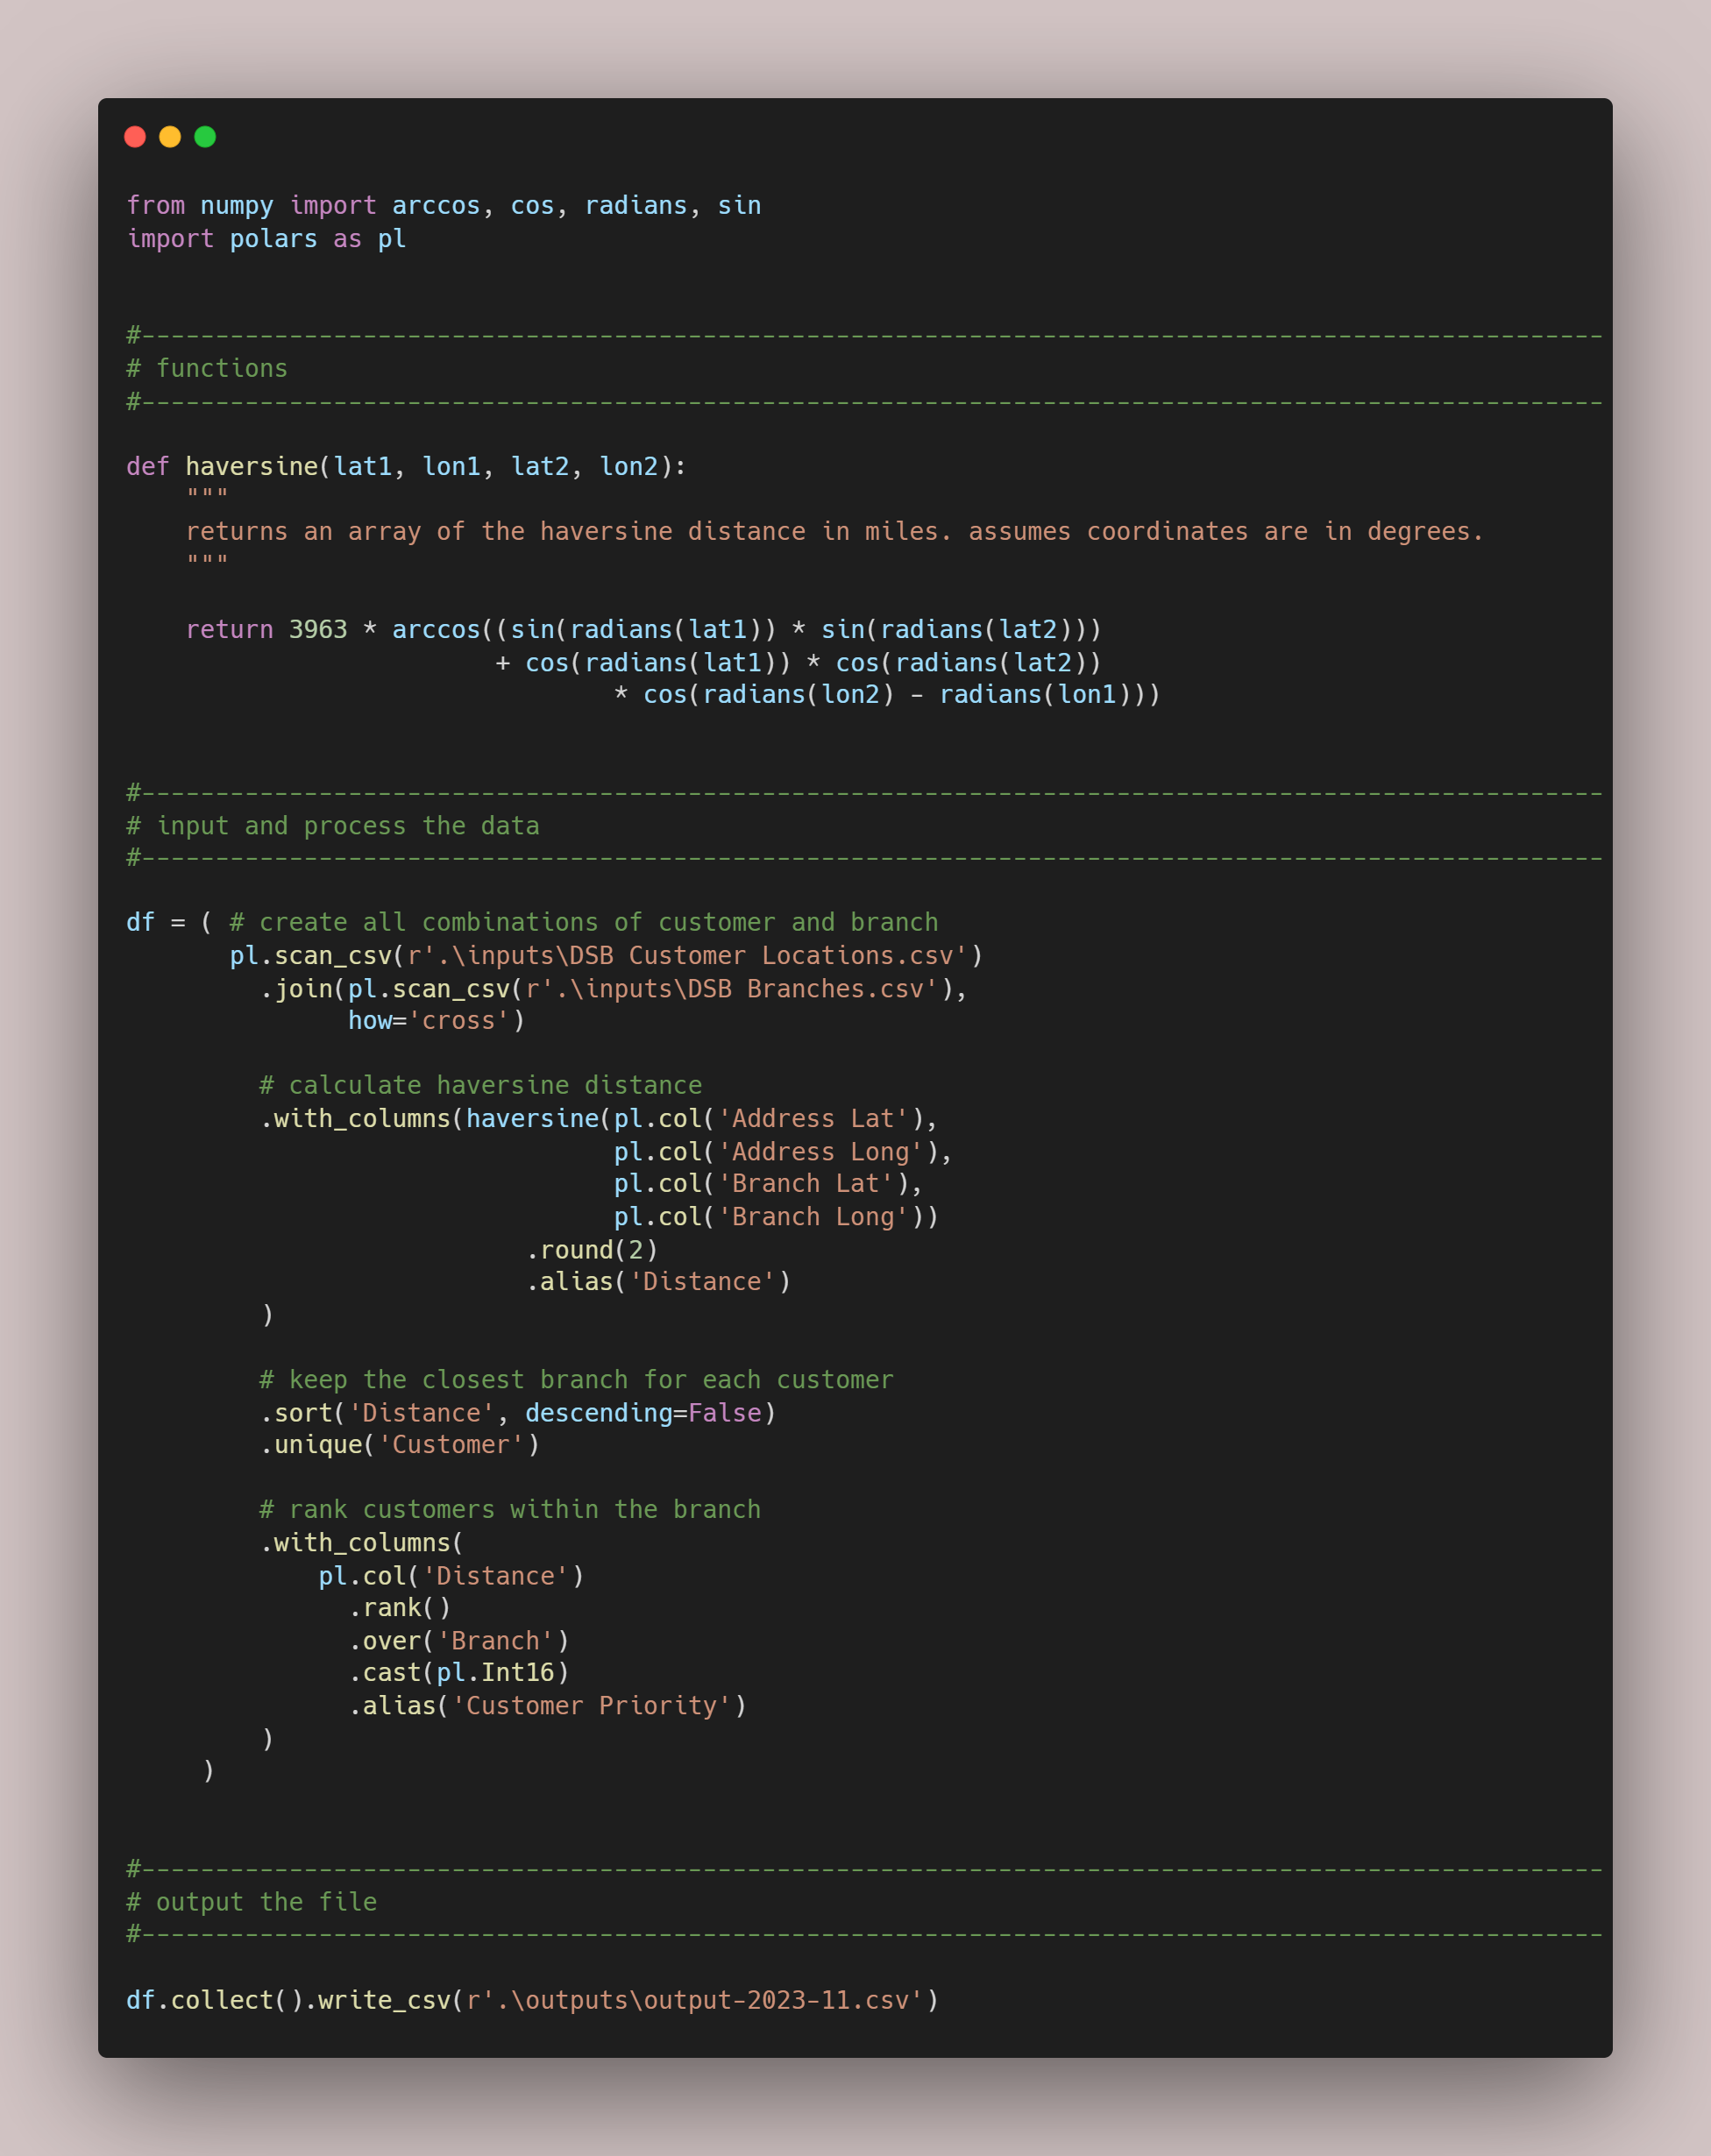 from numpy import arccos, cos, radians, sin
import polars as pl
#---------------------------------------------------------------------------------------------------
# functions
#---------------------------------------------------------------------------------------------------
def haversine(lat1, lon1, lat2, lon2):
    """
    returns an array of the haversine distance in miles. assumes coordinates are in degrees.
    """
    return 3963 * arccos((sin(radians(lat1)) * sin(radians(lat2)))
                         + cos(radians(lat1)) * cos(radians(lat2))
                                 * cos(radians(lon2) - radians(lon1)))
#---------------------------------------------------------------------------------------------------
# input and process the data
#---------------------------------------------------------------------------------------------------
df = ( # create all combinations of customer and branch
       pl.scan_csv(r'.\inputs\DSB Customer Locations.csv')
         .join(pl.scan_csv(r'.\inputs\DSB Branches.csv'),
               how='cross')
         # calculate haversine distance
         .with_columns(haversine(pl.col('Address Lat'),
                                 pl.col('Address Long'),
                                 pl.col('Branch Lat'),
                                 pl.col('Branch Long'))
                           .round(2)
                           .alias('Distance')
         )
         # keep the closest branch for each customer
         .sort('Distance', descending=False)
         .unique('Customer')
         # rank customers within the branch
         .with_columns(
             pl.col('Distance')
               .rank()
               .over('Branch')
               .cast(pl.Int16)
               .alias('Customer Priority')
         )
     )
#---------------------------------------------------------------------------------------------------
# output the file
#---------------------------------------------------------------------------------------------------
df.collect().write_csv(r'.\outputs\output-2023-11.csv')